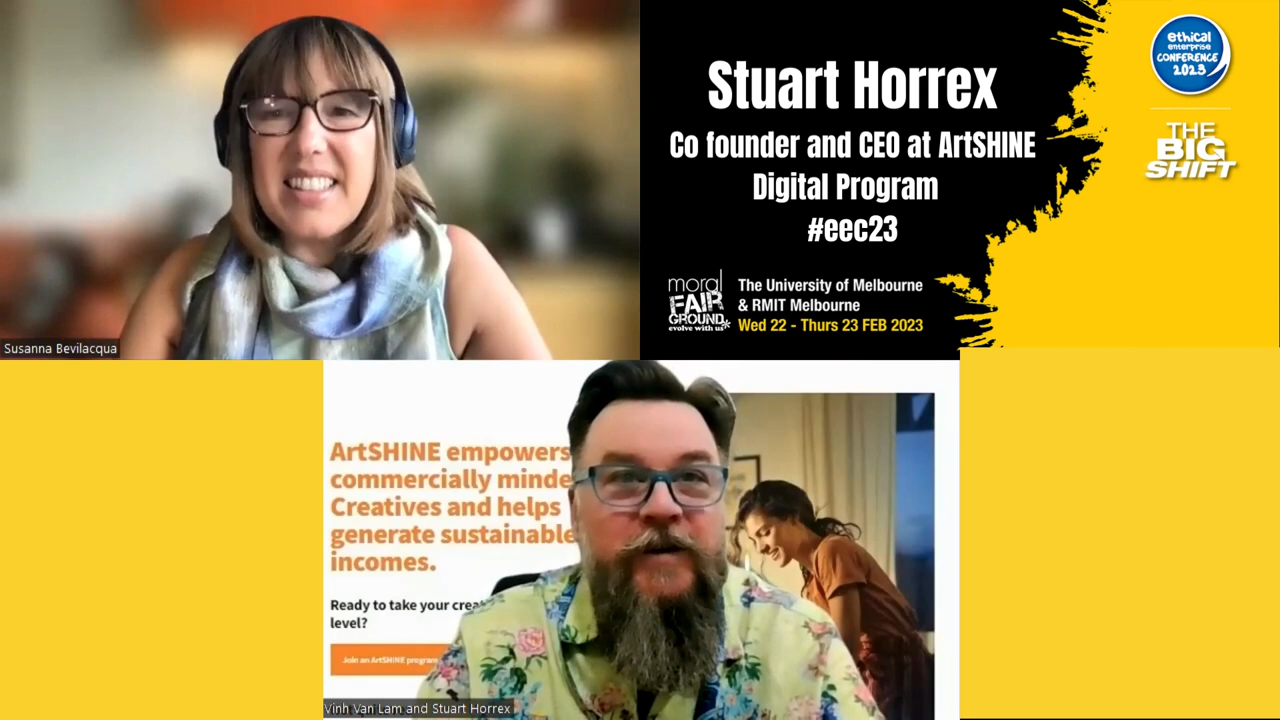 Stuart Horrex
Co founder and CEO at ArtSHINE
Digital Program
#eec23
moral
FAIR
GROUND
evolve with us*
The University of Melbourne
& RMIT Melbourne
Wed 22 - Thurs 23 FEB 2023
ethical
enterprise
CONFERENCE
2023
THE
BIG
SHIFT
Susanna Bevilacqua
ArtSHINE empowers
commercially minde
Creatives and helps
generate sustainable
incomes.
Ready to take your crea
level?
Join an ArtSHINE program
Vinh Van Lam and Stuart Horrex